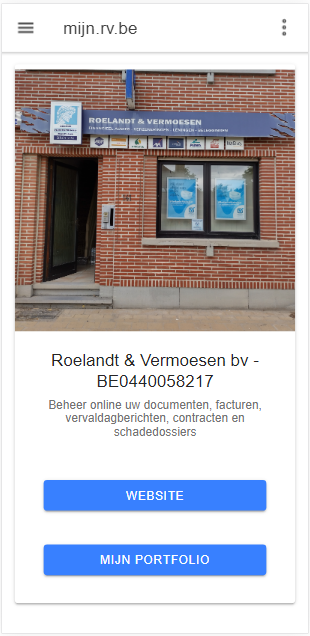 mijn.rv.be
ROELANDT & VERMOESEN
Roelandt & Vermoesen bv -
BE0440058217
Beheer online uw documenten, facturen,
vervaldagberichten, contracten en
schadedossiers
WEBSITE
MIJN PORTFOLIO